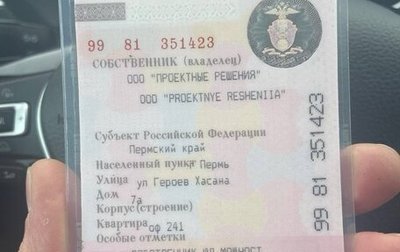 99 81 351423
СОБСТВЕННИК (владелец)
ООО "ПРОЕКТНЫЕ РЕШЕНИЯ"
ООО "PROEKTNYE RESHENIIA"
Субъект Российской Федерации
Пермский край
Населенный пункт Пермь
Улица ул Героев Хасана
Дом 7а
Корпус(строение)
Квартира оф 241
Особые отметки
99 81 351423